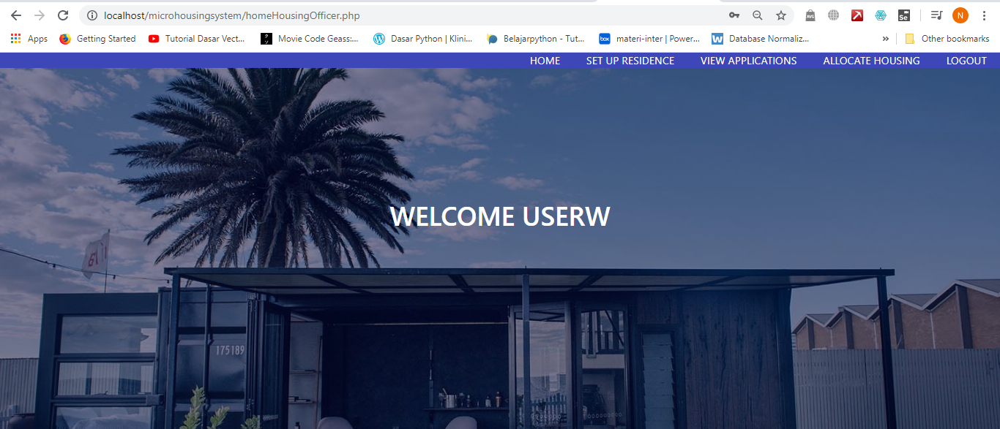 localhost/microhousingsystem/homeHousingOfficer.php
Apps Getting Started Tutorial Dasar Vect... Movie Code Geass:... Dasar Python | Klini... Belajarpython - Tut... materi-inter | Power... Database Normaliz... » Other bookmarks
HOME SET UP RESIDENCE VIEW APPLICATIONS ALLOCATE HOUSING LOGOUT
WELCOME USERW
175189